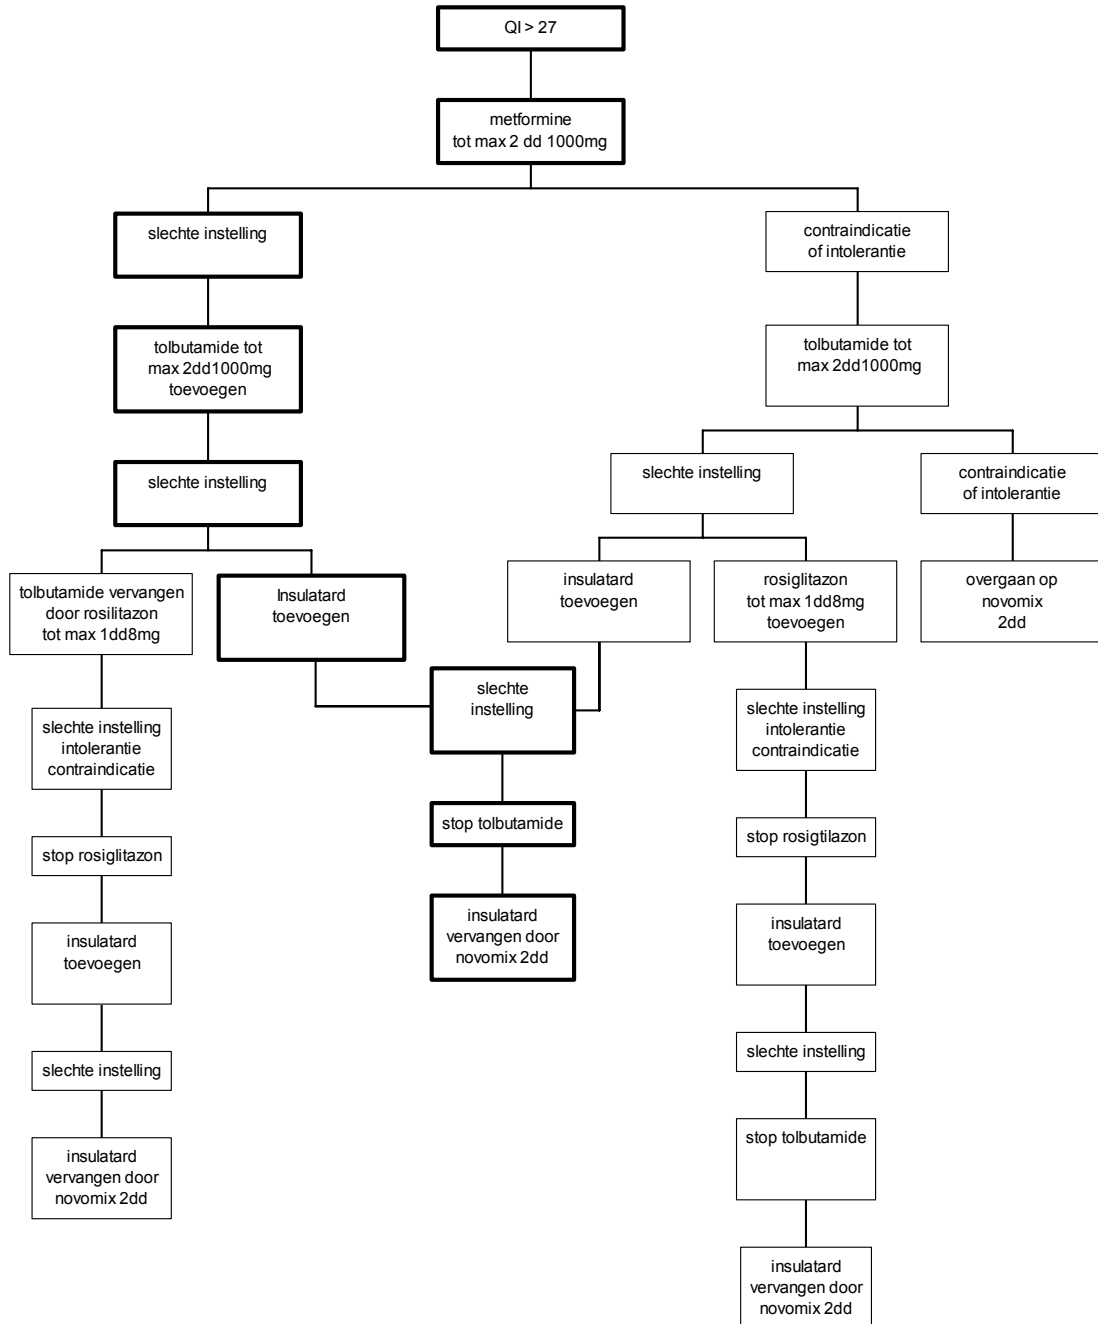 QI > 27
metformine
tot max 2 dd 1000mg
slechte instelling
contraindicatie
of intolerantie
tolbutamide tot
max 2dd1000mg
toevoegen
tolbutamide tot
max 2dd1000mg
slechte instelling
slechte instelling
contraindicatie
of intolerantie
tolbutamide vervangen
door rosilitazon
tot max 1dd8mg
Insulatard
toevoegen
insulatard
toevoegen
rosiglitazon
tot max 1dd8mg
toevoegen
overgaan op
novomix
2dd
slechte
instelling
slechte instelling
intolerantie
contraindicatie
slechte instelling
intolerantie
contraindicatie
stop tolbutamide
stop rosiglitazon
stop rosigtilazon
insulatard
vervangen door
novomix 2dd
insulatard
toevoegen
insulatard
toevoegen
slechte instelling
slechte instelling
insulatard
vervangen door
novomix 2dd
stop tolbutamide
insulatard
vervangen door
novomix 2dd